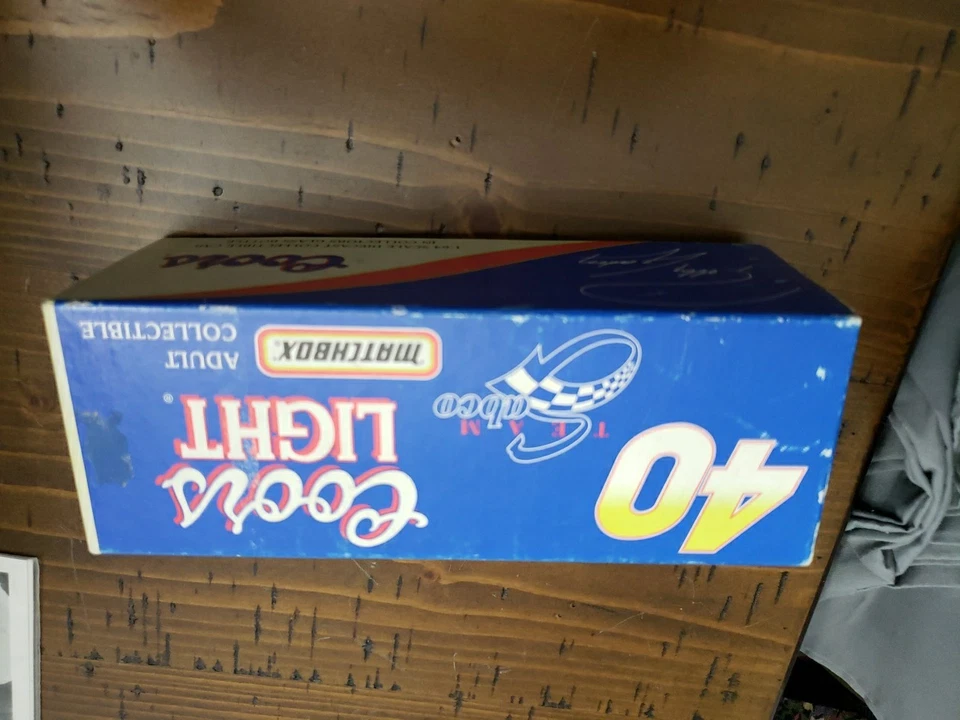 40
TEAM
Sabco
Coors
LIGHT®
MATCHBOX®
ADULT
COLLECTIBLE
Coors